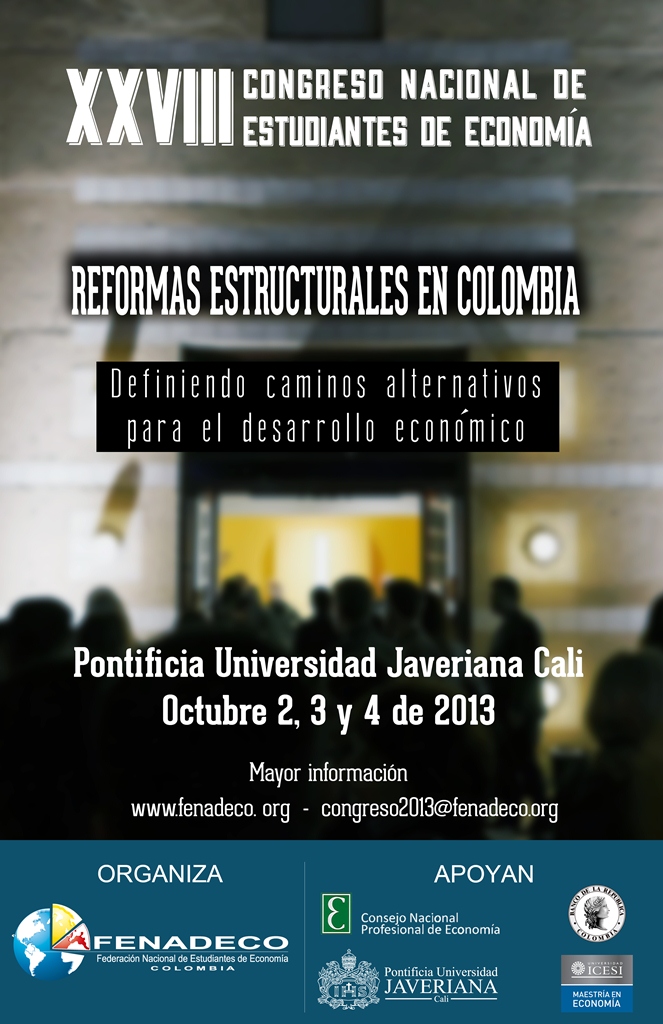 XXVIII CONGRESO NACIONAL DE
ESTUDIANTES DE ECONOMÍA
REFORMAS ESTRUCTURALES EN COLOMBIA
Definiendo caminos alternativos
para el desarrollo económico
Pontificia Universidad Javeriana Cali
Octubre 2, 3 y 4 de 2013
Mayor información
www.fenadeco. org - congreso2013@fenadeco.org
ORGANIZA
FENADECO
Federación Nacional de Estudiantes de Economía
COLOMBIA
APOYAN
Consejo Nacional
Profesional de Economía
BANCO DE LA REPÚBLICA
COLOMBIA
IHS
Pontificia Universidad
JAVERIANA
Cali
UNIVERSIDAD
ICESI
MAESTRÍA EN
ECONOMÍA